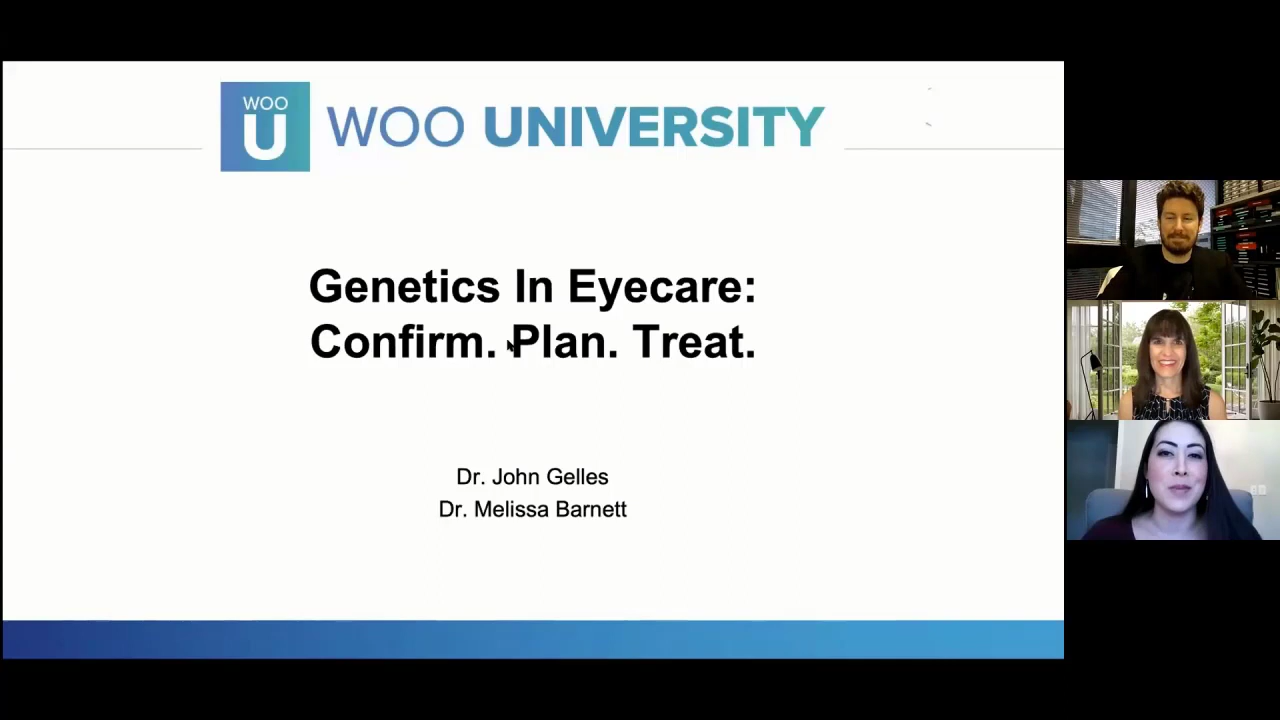 WOO
U
WOO UNIVERSITY
Genetics In Eyecare:
Confirm. Plan. Treat.
Dr. John Gelles
Dr. Melissa Barnett